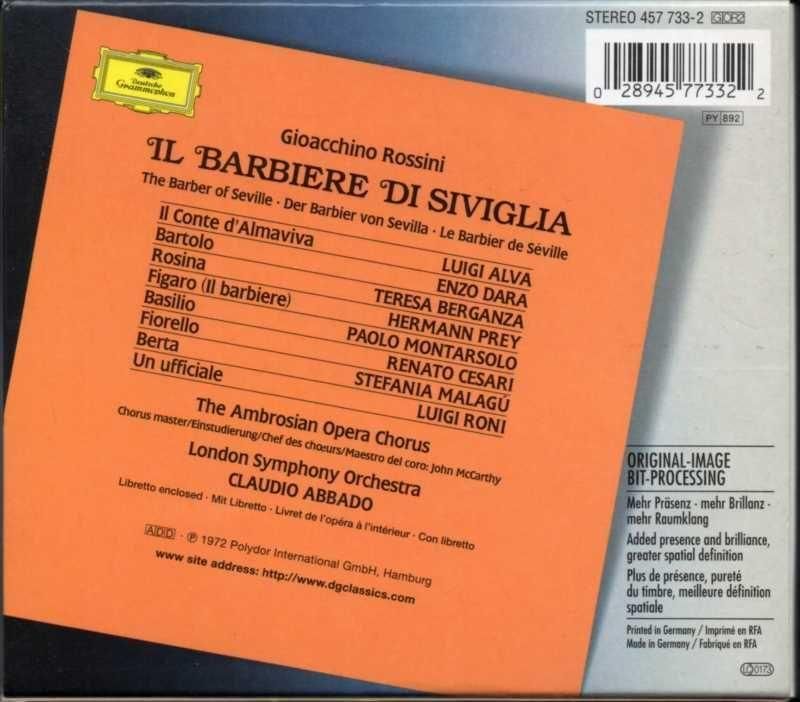 STEREO 457 733-2 GIOR2
0 28945 77332 2
PY 892
Deutsche
Grammophon
Gioacchino Rossini
IL BARBIERE DI SIVIGLIA
The Barber of Seville · Der Barbier von Sevilla · Le Barbier de Séville
Il Conte d'Almaviva LUIGI ALVA
Bartolo ENZO DARA
Rosina TERESA BERGANZA
Figaro (Il barbiere) HERMANN PREY
Basilio PAOLO MONTARSOLO
Fiorello RENATO CESARI
Berta STEFANIA MALAGÚ
Un ufficiale LUIGI RONI
The Ambrosian Opera Chorus
Chorus master/Einstudierung/Chef des chœurs/Maestro del coro: John McCarthy
London Symphony Orchestra
CLAUDIO ABBADO
Libretto enclosed · Mit Libretto · Livret de l'opéra à l'intérieur · Con libretto
ADD · ℗ 1972 Polydor International GmbH, Hamburg
www site address: http://www.dgclassics.com
ORIGINAL-IMAGE
BIT-PROCESSING
Mehr Präsenz · mehr Brillanz ·
mehr Raumklang
Added presence and brilliance,
greater spatial definition
Plus de présence, pureté
du timbre, meilleure définition
spatiale
Printed in Germany / Imprimé en RFA
Made in Germany / Fabriqué en RFA
LC 0173